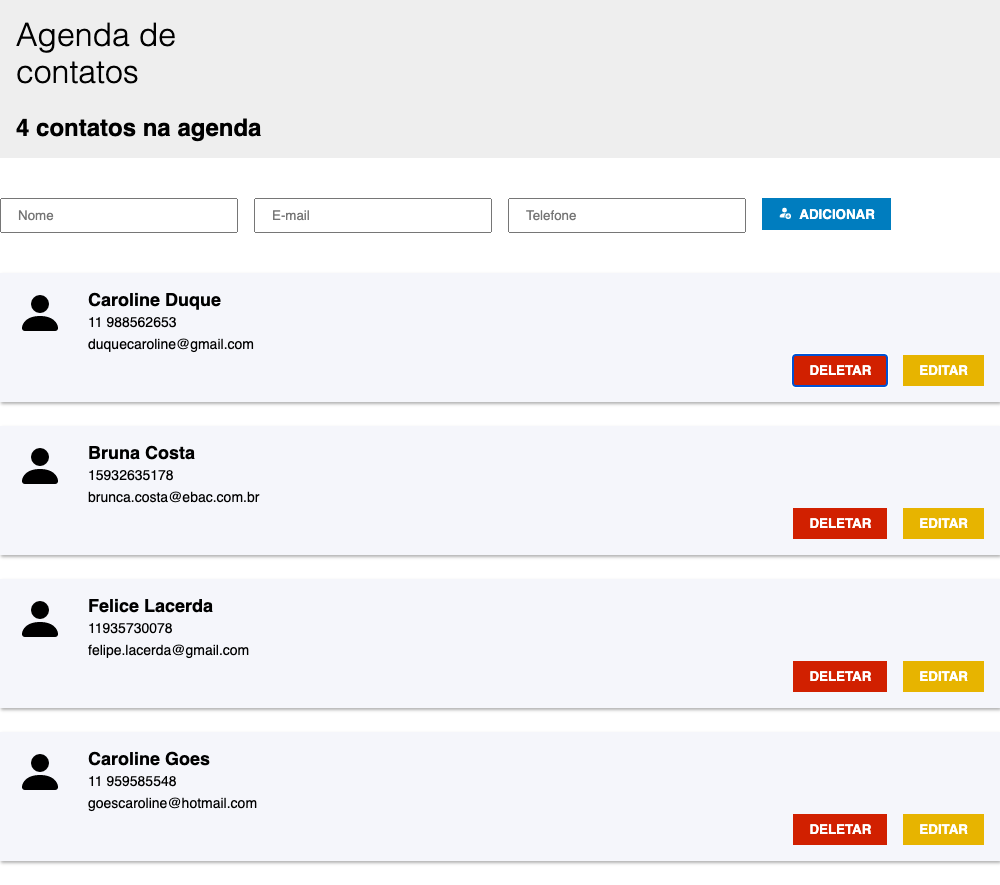 Agenda de
contatos
4 contatos na agenda
Nome
E-mail
Telefone
ADICIONAR
Caroline Duque
11 988562653
duquecaroline@gmail.com
DELETAR
EDITAR
Bruna Costa
15932635178
brunca.costa@ebac.com.br
DELETAR
EDITAR
Felice Lacerda
11935730078
felipe.lacerda@gmail.com
DELETAR
EDITAR
Caroline Goes
11 959585548
goescaroline@hotmail.com
DELETAR
EDITAR